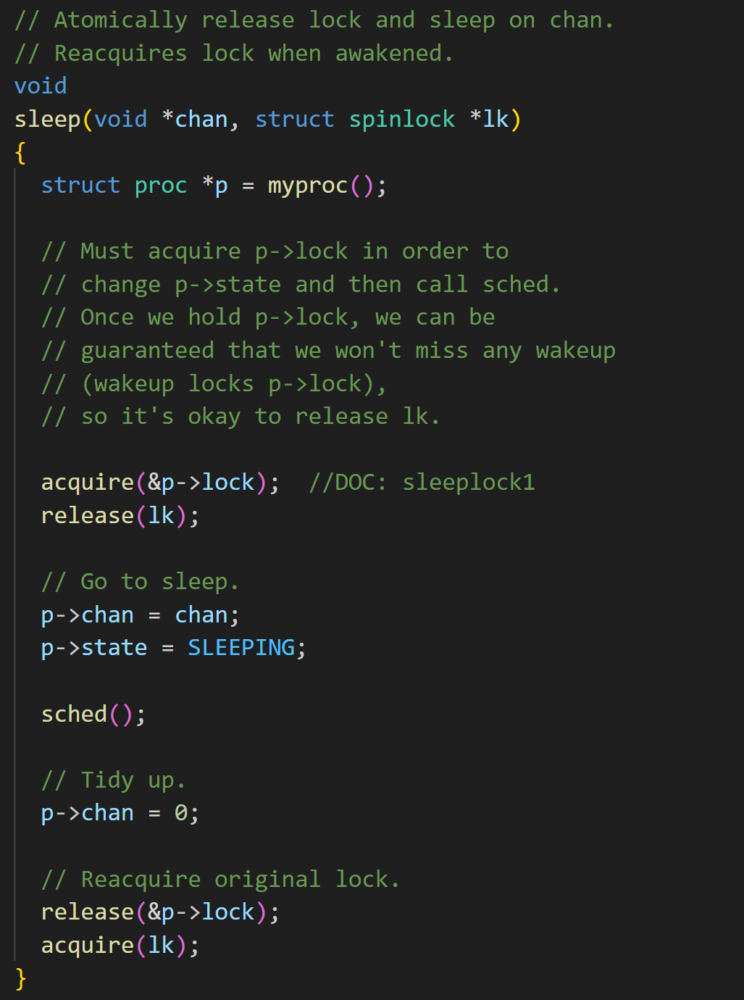 // Atomically release lock and sleep on chan.
// Reacquires lock when awakened.
void
sleep(void *chan, struct spinlock *lk)
{
  struct proc *p = myproc();

  // Must acquire p->lock in order to
  // change p->state and then call sched.
  // Once we hold p->lock, we can be
  // guaranteed that we won't miss any wakeup
  // (wakeup locks p->lock),
  // so it's okay to release lk.

  acquire(&p->lock);  //DOC: sleeplock1
  release(lk);

  // Go to sleep.
  p->chan = chan;
  p->state = SLEEPING;

  sched();

  // Tidy up.
  p->chan = 0;

  // Reacquire original lock.
  release(&p->lock);
  acquire(lk);
}